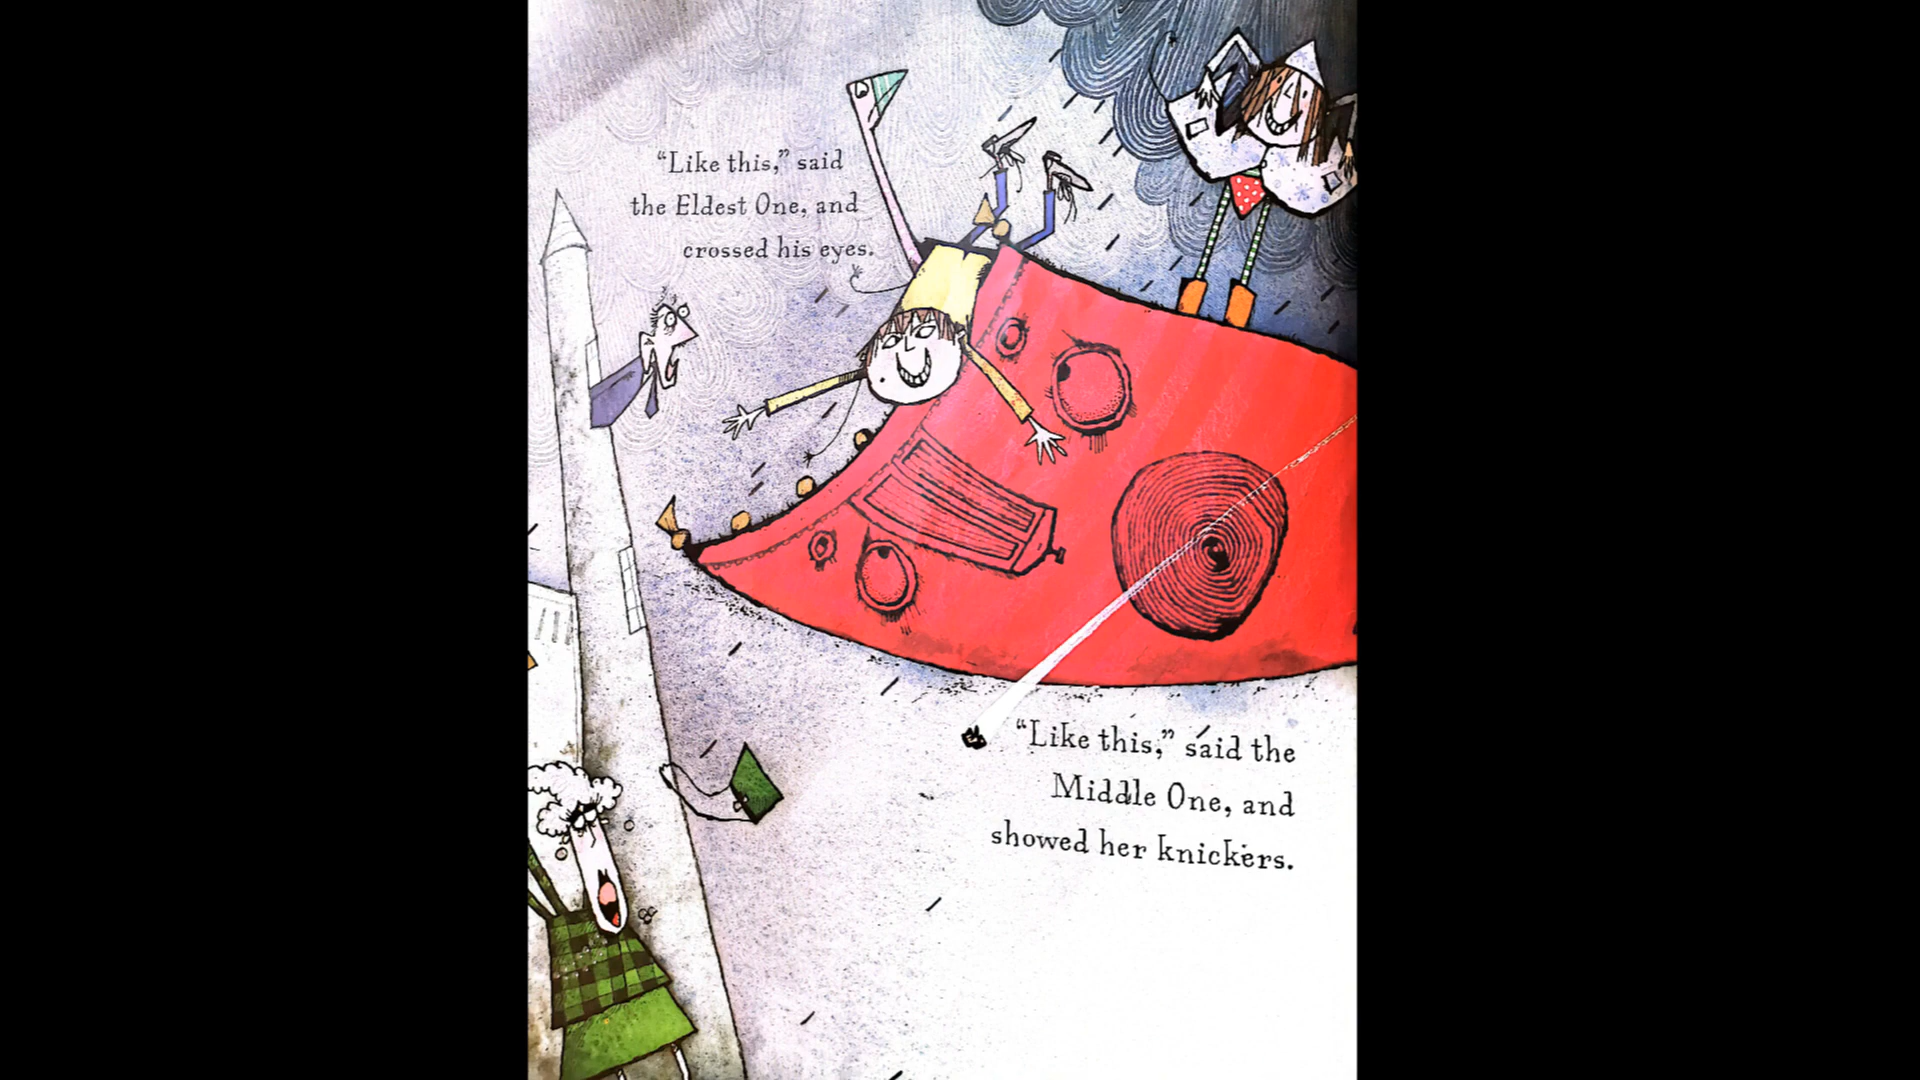 “Like this,” said
the Eldest One, and
crossed his eyes.
“Like this,” said the
Middle One, and
showed her knickers.